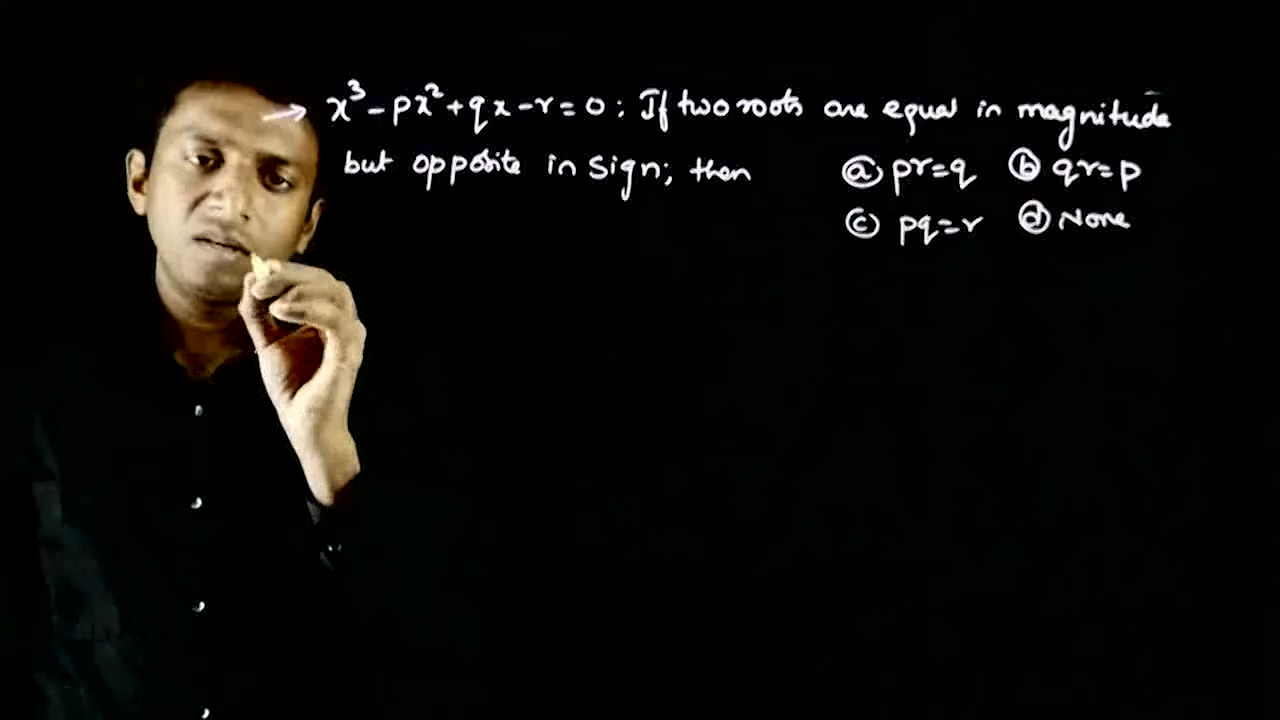 → x³ - px² + qx - r = 0 : If two roots are equal in magnitude
but opposite in sign; then ⓐ pr=q ⓑ qr=p
ⓒ pq=r ⓓ None